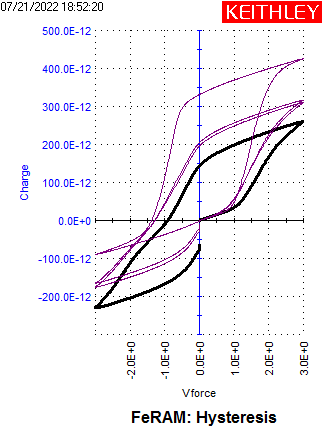 07/21/2022 18:52:20
KEITHLEY
500.0E-12
400.0E-12
300.0E-12
200.0E-12
100.0E-12
0.0E+0
-100.0E-12
-200.0E-12
Charge
-2.0E+0
-1.0E+0
0.0E+0
1.0E+0
2.0E+0
3.0E+0
Vforce
FeRAM: Hysteresis